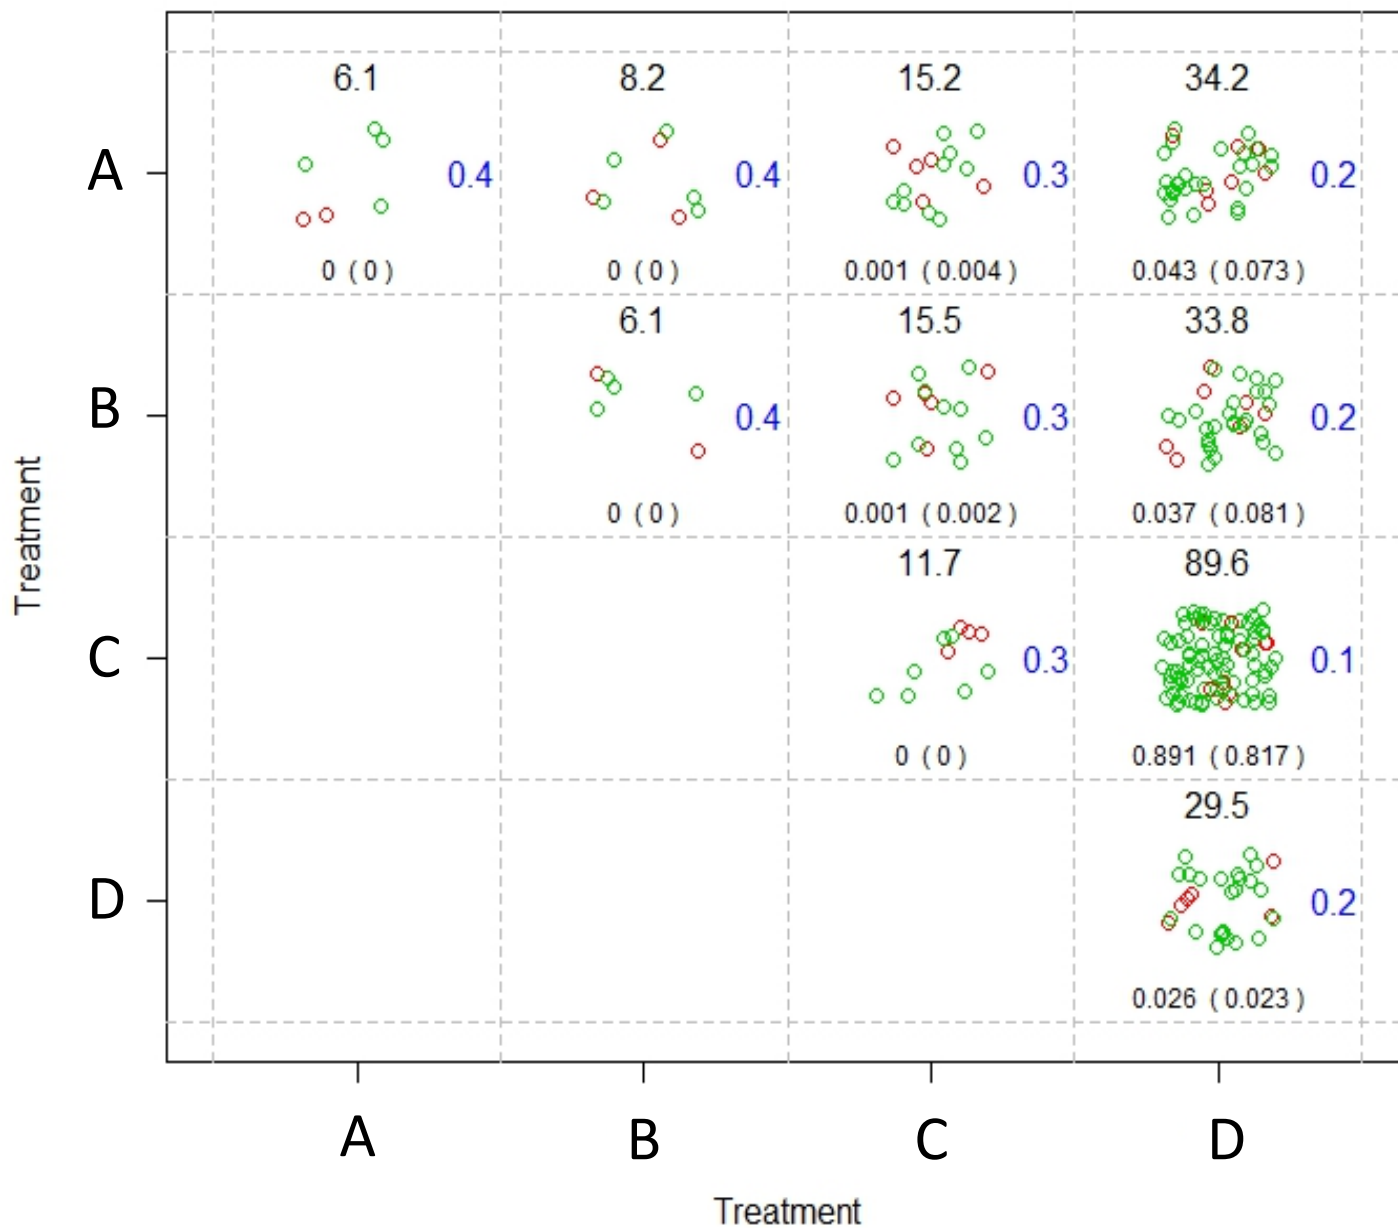 6.1 8.2 15.2 34.2
A 0.4 0.4 0.3 0.2
0 (0) 0 (0) 0.001 (0.004) 0.043 (0.073)
6.1 15.5 33.8
B 0.4 0.3 0.2
0 (0) 0.001 (0.002) 0.037 (0.081)
Treatment
11.7 89.6
C 0.3 0.1
0 (0) 0.891 (0.817)
29.5
D 0.2
0.026 (0.023)
A B C D
Treatment